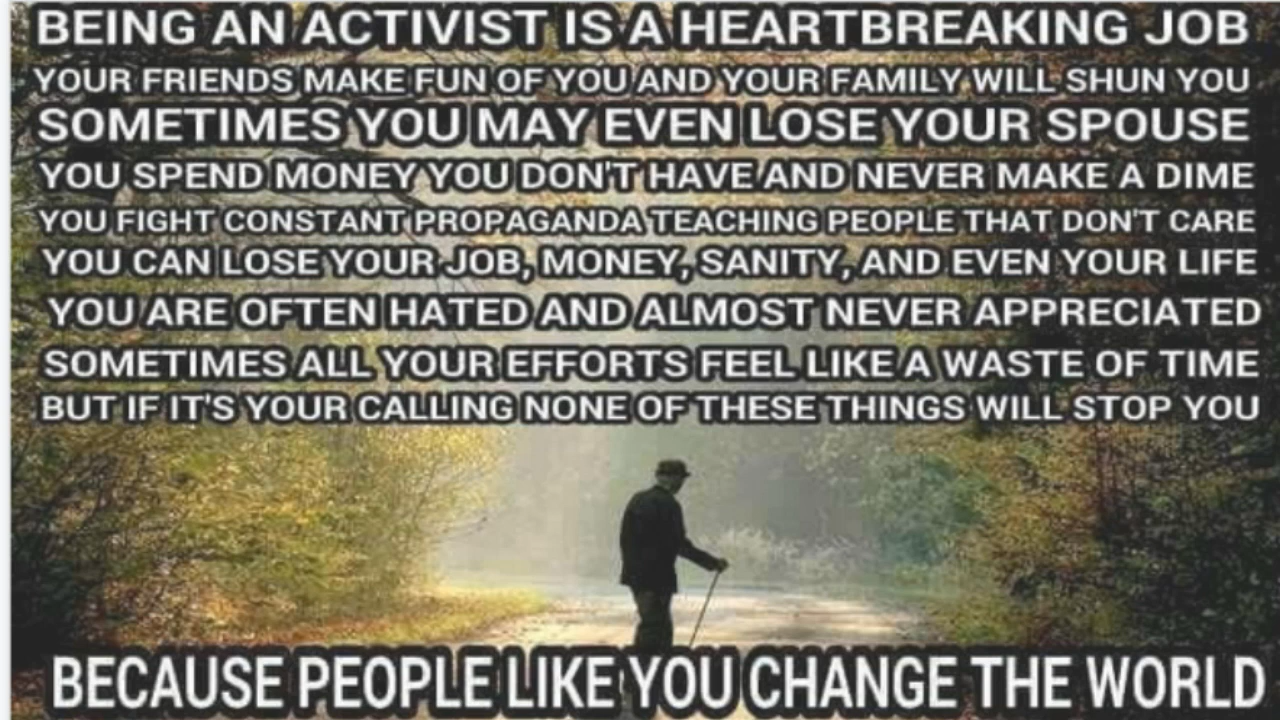 BEING AN ACTIVIST IS A HEARTBREAKING JOB
YOUR FRIENDS MAKE FUN OF YOU AND YOUR FAMILY WILL SHUN YOU
SOMETIMES YOU MAY EVEN LOSE YOUR SPOUSE
YOU SPEND MONEY YOU DON'T HAVE AND NEVER MAKE A DIME
YOU FIGHT CONSTANT PROPAGANDA TEACHING PEOPLE THAT DON'T CARE
YOU CAN LOSE YOUR JOB, MONEY, SANITY, AND EVEN YOUR LIFE
YOU ARE OFTEN HATED AND ALMOST NEVER APPRECIATED
SOMETIMES ALL YOUR EFFORTS FEEL LIKE A WASTE OF TIME
BUT IF IT'S YOUR CALLING NONE OF THESE THINGS WILL STOP YOU
BECAUSE PEOPLE LIKE YOU CHANGE THE WORLD